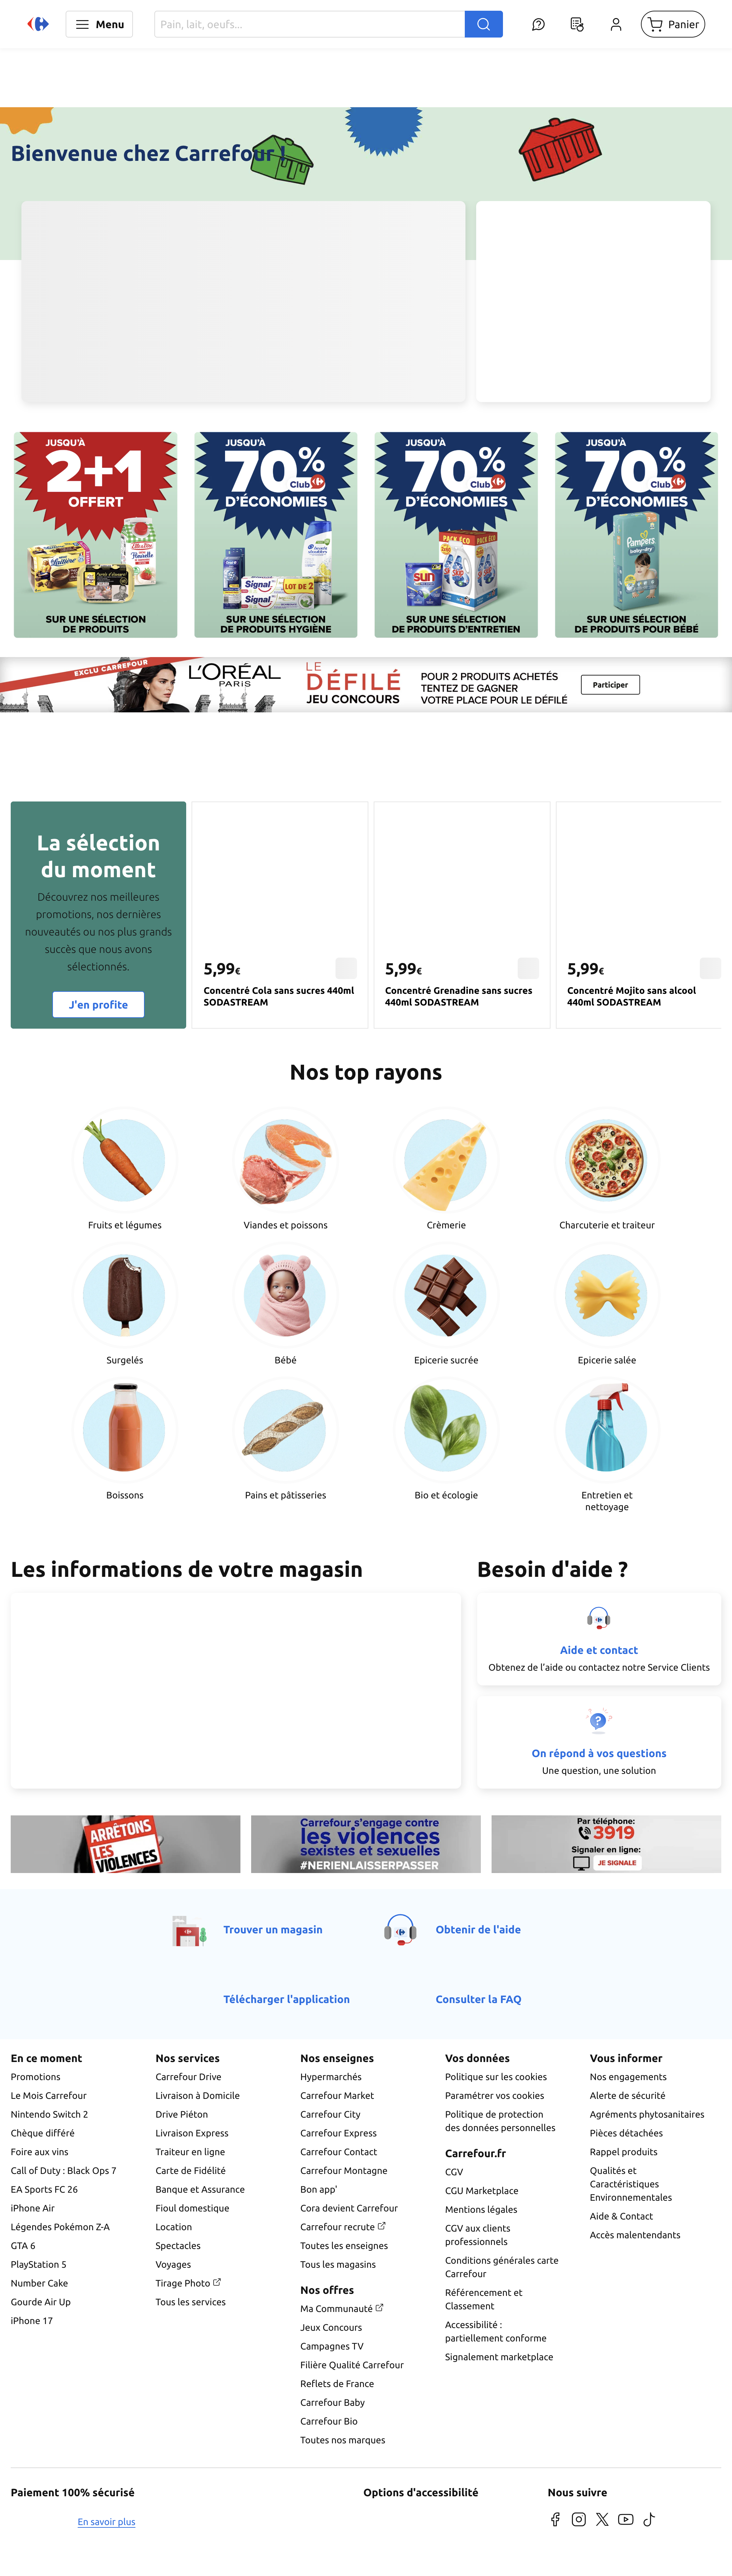 Menu
Pain, lait, oeufs...
Panier
Bienvenue chez Carrefour !
JUSQU'À
2+1
OFFERT
SUR UNE SÉLECTION
DE PRODUITS
JUSQU'À
70%
Club
D'ÉCONOMIES
Signal
Signal
LOT DE 2
SUR UNE SÉLECTION
DE PRODUITS HYGIÈNE
JUSQU'À
70%
Club
D'ÉCONOMIES
PACK ÉCO
sun
SUR UNE SÉLECTION
DE PRODUITS D'ENTRETIEN
JUSQU'À
70%
Club
D'ÉCONOMIES
Pampers
baby-dry
SUR UNE SÉLECTION
DE PRODUITS POUR BÉBÉ
EXCLU CARREFOUR
L'ORÉAL
PARIS
LE
DÉFILÉ
JEU CONCOURS
POUR 2 PRODUITS ACHETÉS
TENTEZ DE GAGNER
VOTRE PLACE POUR LE DÉFILÉ
Participer
La sélection
du moment
Découvrez nos meilleures
promotions, nos dernières
nouveautés ou nos plus grands
succès que nous avons
sélectionnés.
J'en profite
5,99€
Concentré Cola sans sucres 440ml
SODASTREAM
5,99€
Concentré Grenadine sans sucres
440ml SODASTREAM
5,99€
Concentré Mojito sans alcool
440ml SODASTREAM
Nos top rayons
Fruits et légumes
Viandes et poissons
Crèmerie
Charcuterie et traiteur
Surgelés
Bébé
Epicerie sucrée
Epicerie salée
Boissons
Pains et pâtisseries
Bio et écologie
Entretien et
nettoyage
Les informations de votre magasin
Besoin d'aide ?
Aide et contact
Obtenez de l'aide ou contactez notre Service Clients
On répond à vos questions
Une question, une solution
ARRÊTONS
LES
VIOLENCES
Carrefour s'engage contre
les violences
sexistes et sexuelles
#NERIENLAISSERPASSER
Par téléphone:
3919
Signaler en ligne:
JE SIGNALE
Trouver un magasin
Obtenir de l'aide
Télécharger l'application
Consulter la FAQ
En ce moment
Promotions
Le Mois Carrefour
Nintendo Switch 2
Chèque différé
Foire aux vins
Call of Duty : Black Ops 7
EA Sports FC 26
iPhone Air
Légendes Pokémon Z-A
GTA 6
PlayStation 5
Number Cake
Gourde Air Up
iPhone 17
Nos services
Carrefour Drive
Livraison à Domicile
Drive Piéton
Livraison Express
Traiteur en ligne
Carte de Fidélité
Banque et Assurance
Fioul domestique
Location
Spectacles
Voyages
Tirage Photo
Tous les services
Nos enseignes
Hypermarchés
Carrefour Market
Carrefour City
Carrefour Express
Carrefour Contact
Carrefour Montagne
Bon app'
Cora devient Carrefour
Carrefour recrute
Toutes les enseignes
Tous les magasins
Nos offres
Ma Communauté
Jeux Concours
Campagnes TV
Filière Qualité Carrefour
Reflets de France
Carrefour Baby
Carrefour Bio
Toutes nos marques
Vos données
Politique sur les cookies
Paramétrer vos cookies
Politique de protection
des données personnelles
Carrefour.fr
CGV
CGU Marketplace
Mentions légales
CGV aux clients
professionnels
Conditions générales carte
Carrefour
Référencement et
Classement
Accessibilité :
partiellement conforme
Signalement marketplace
Vous informer
Nos engagements
Alerte de sécurité
Agréments phytosanitaires
Pièces détachées
Rappel produits
Qualités et
Caractéristiques
Environnementales
Aide & Contact
Accès malentendants
Paiement 100% sécurisé
En savoir plus
Options d'accessibilité
Nous suivre